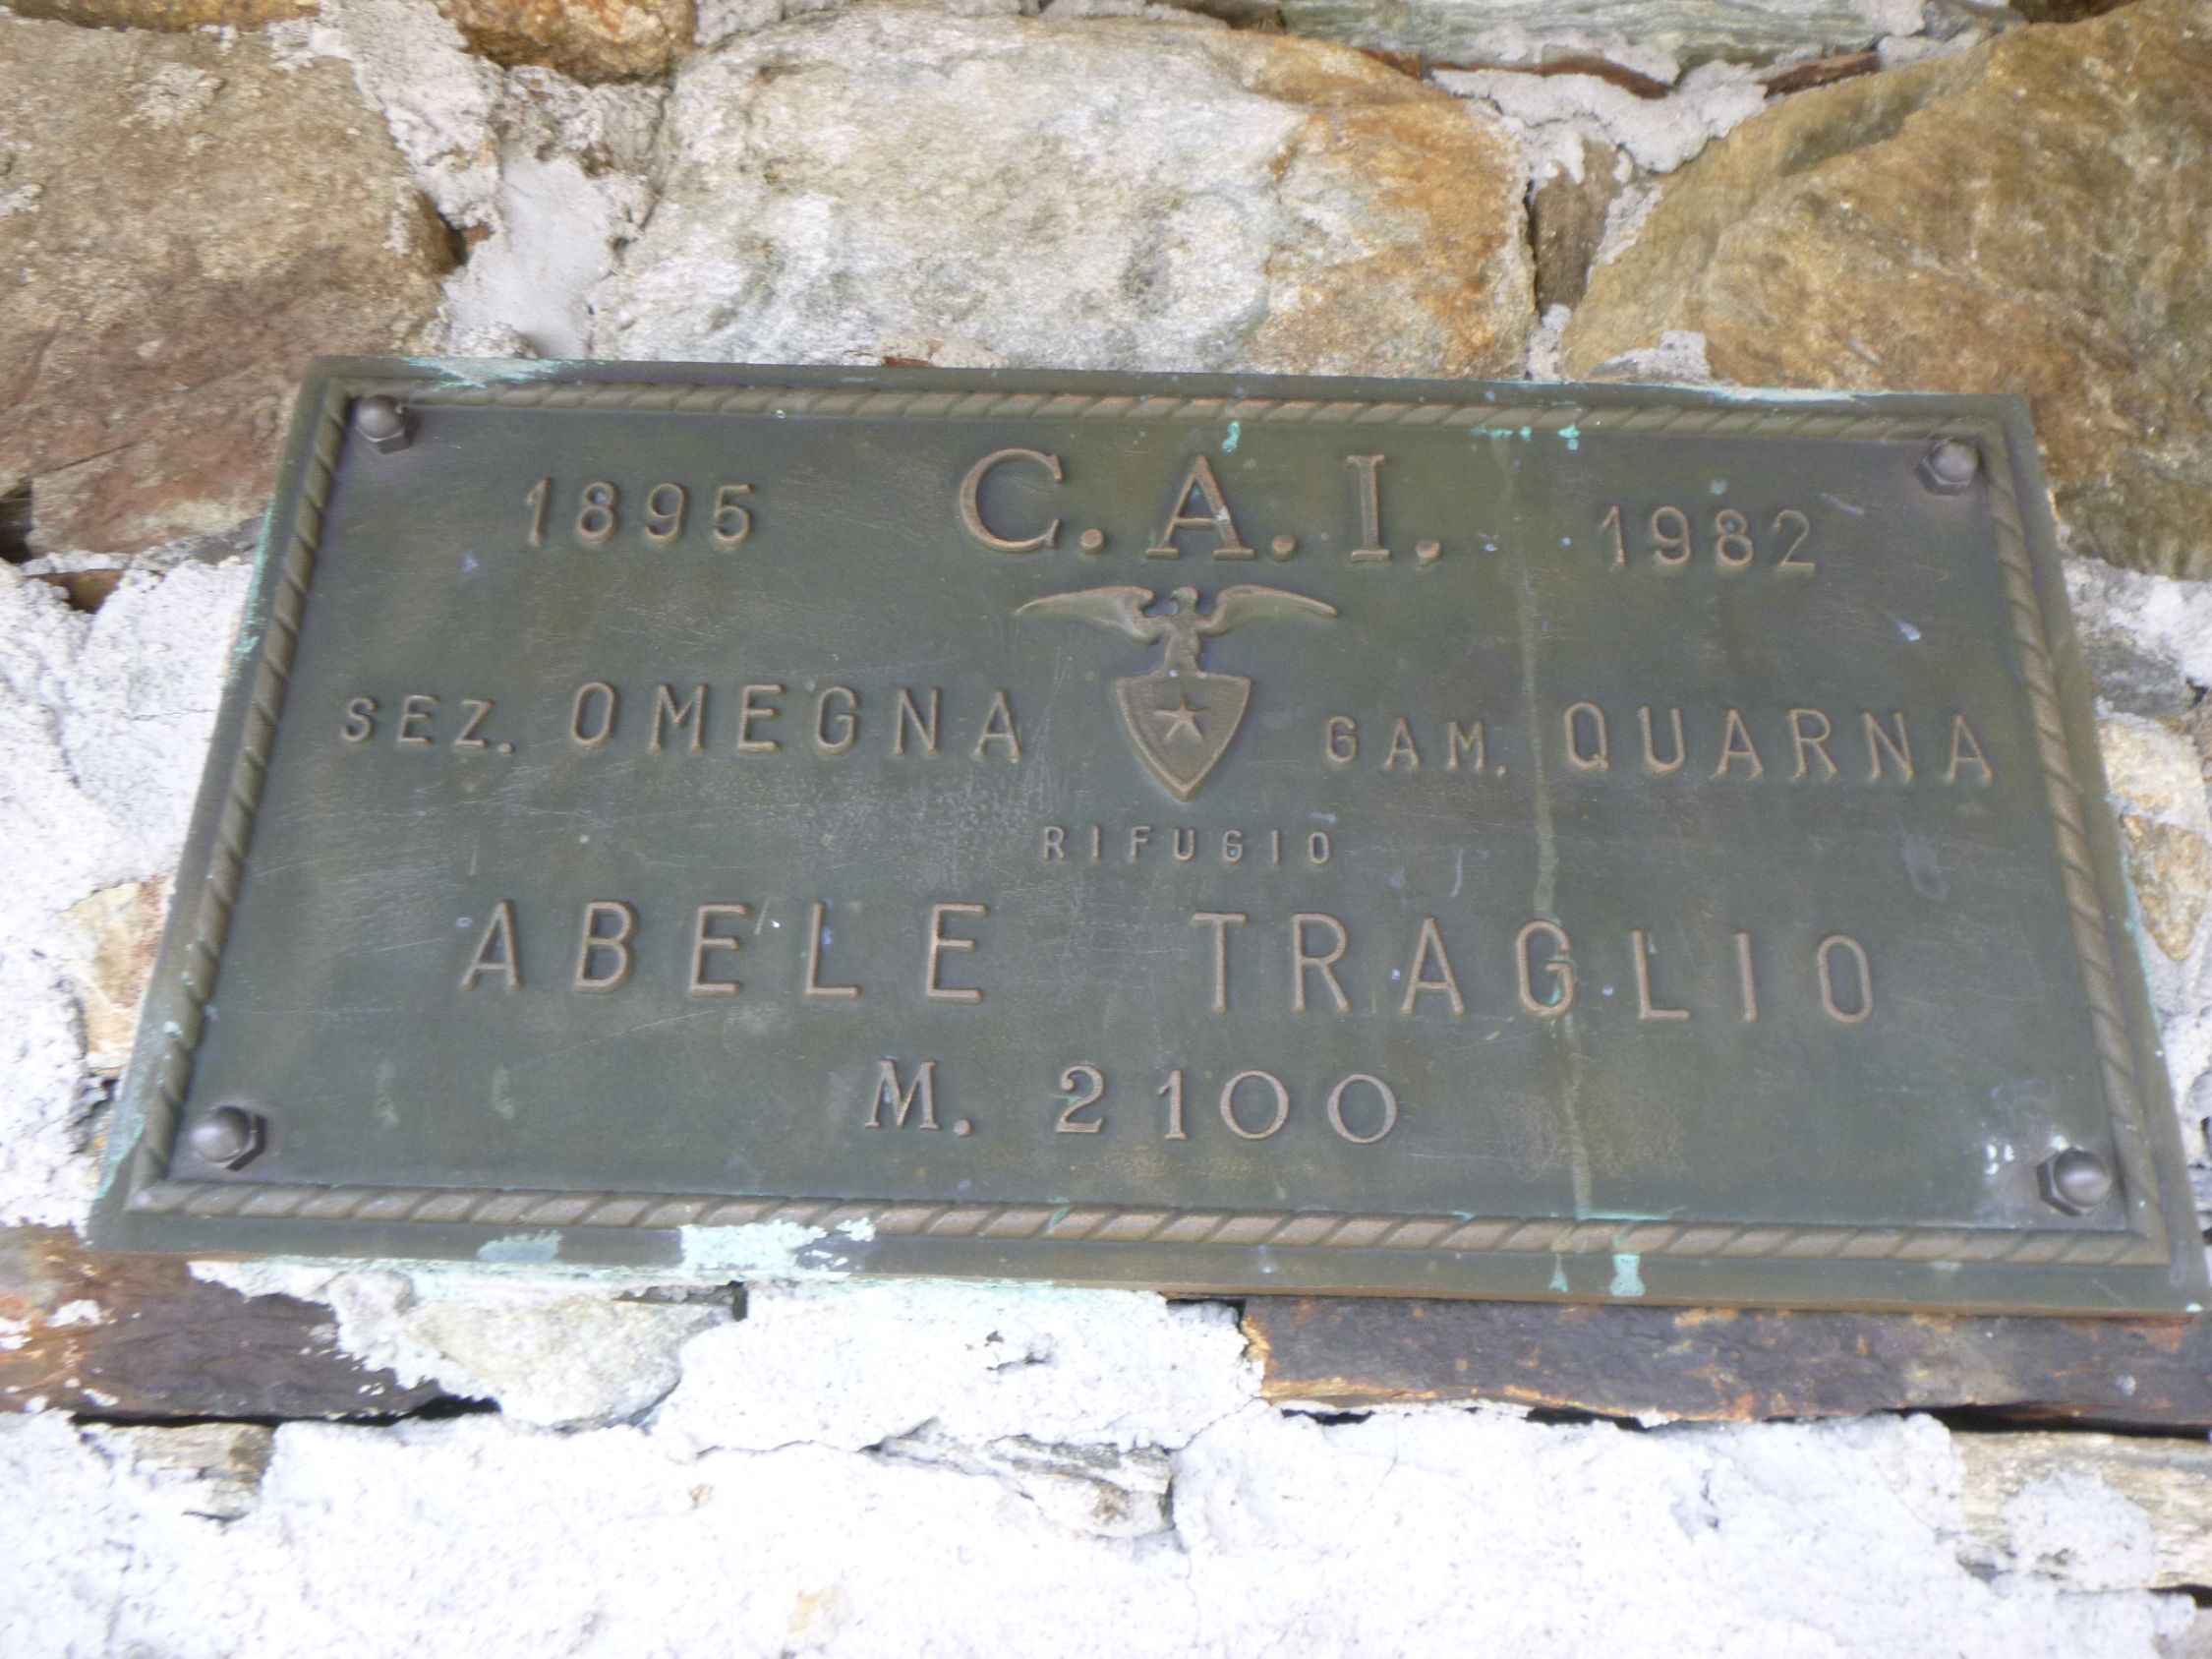 1895 C.A.I. 1982
SEZ. OMEGNA GAM. QUARNA
RIFUGIO
ABELE TRAGLIO
M. 2100